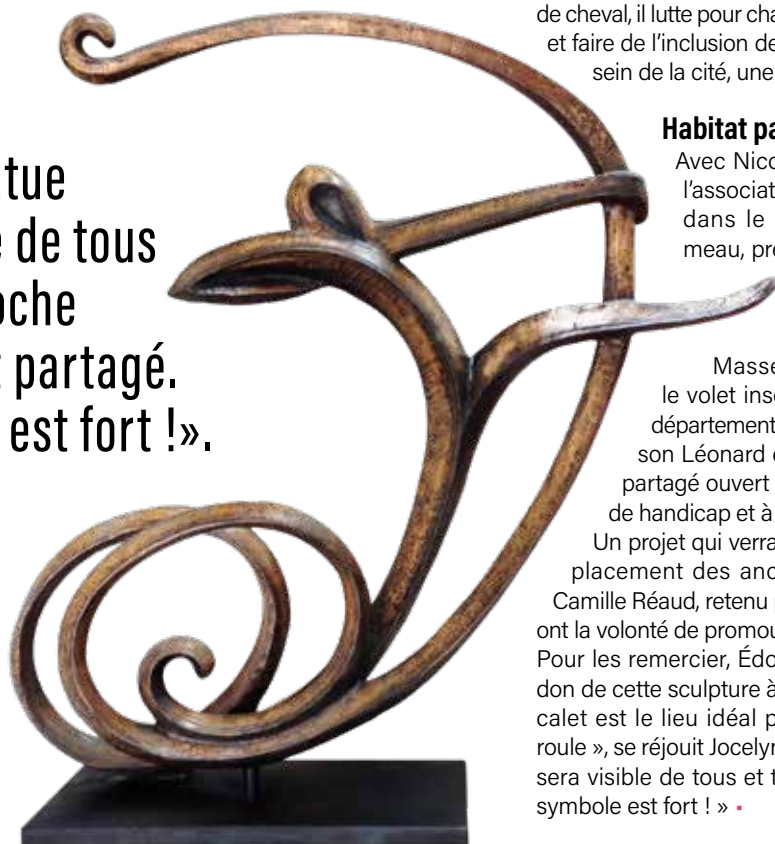 tue
e de tous
oche
t partagé.
est fort !».
de cheval, il lutte pour cha
et faire de l’inclusion de
sein de la cité, une
Habitat pa
Avec Nico
l’associat
dans le
meau, pre
Masse
le volet inse
département
son Léonard
partagé ouvert
de handicap et à
Un projet qui verra
placement des anc
Camille Réaud, retenu
ont la volonté de promou
Pour les remercier, Édo
don de cette sculpture à
calet est le lieu idéal p
roule », se réjouit Jocelyn
sera visible de tous et t
symbole est fort ! »